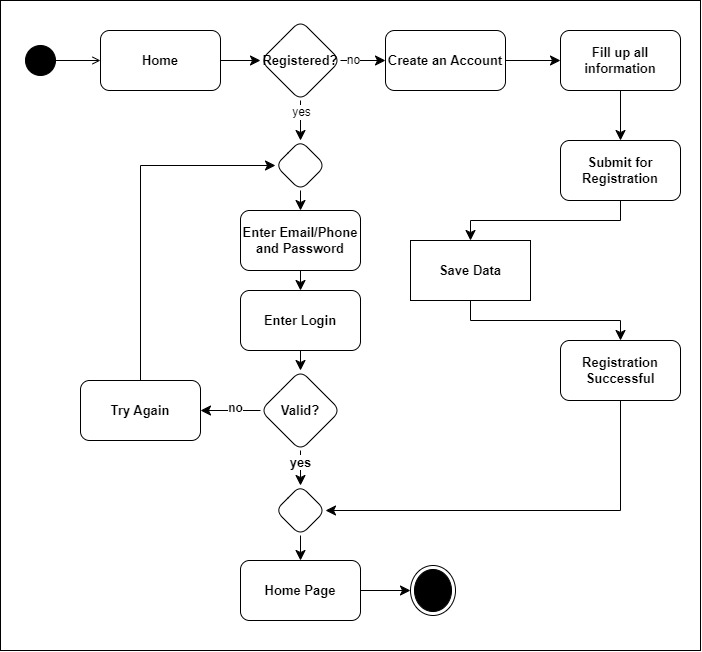 Home
Registered?
no
Create an Account
Fill up all
information
yes
Submit for
Registration
Enter Email/Phone
and Password
Save Data
Enter Login
Registration
Successful
Try Again
no
Valid?
yes
Home Page